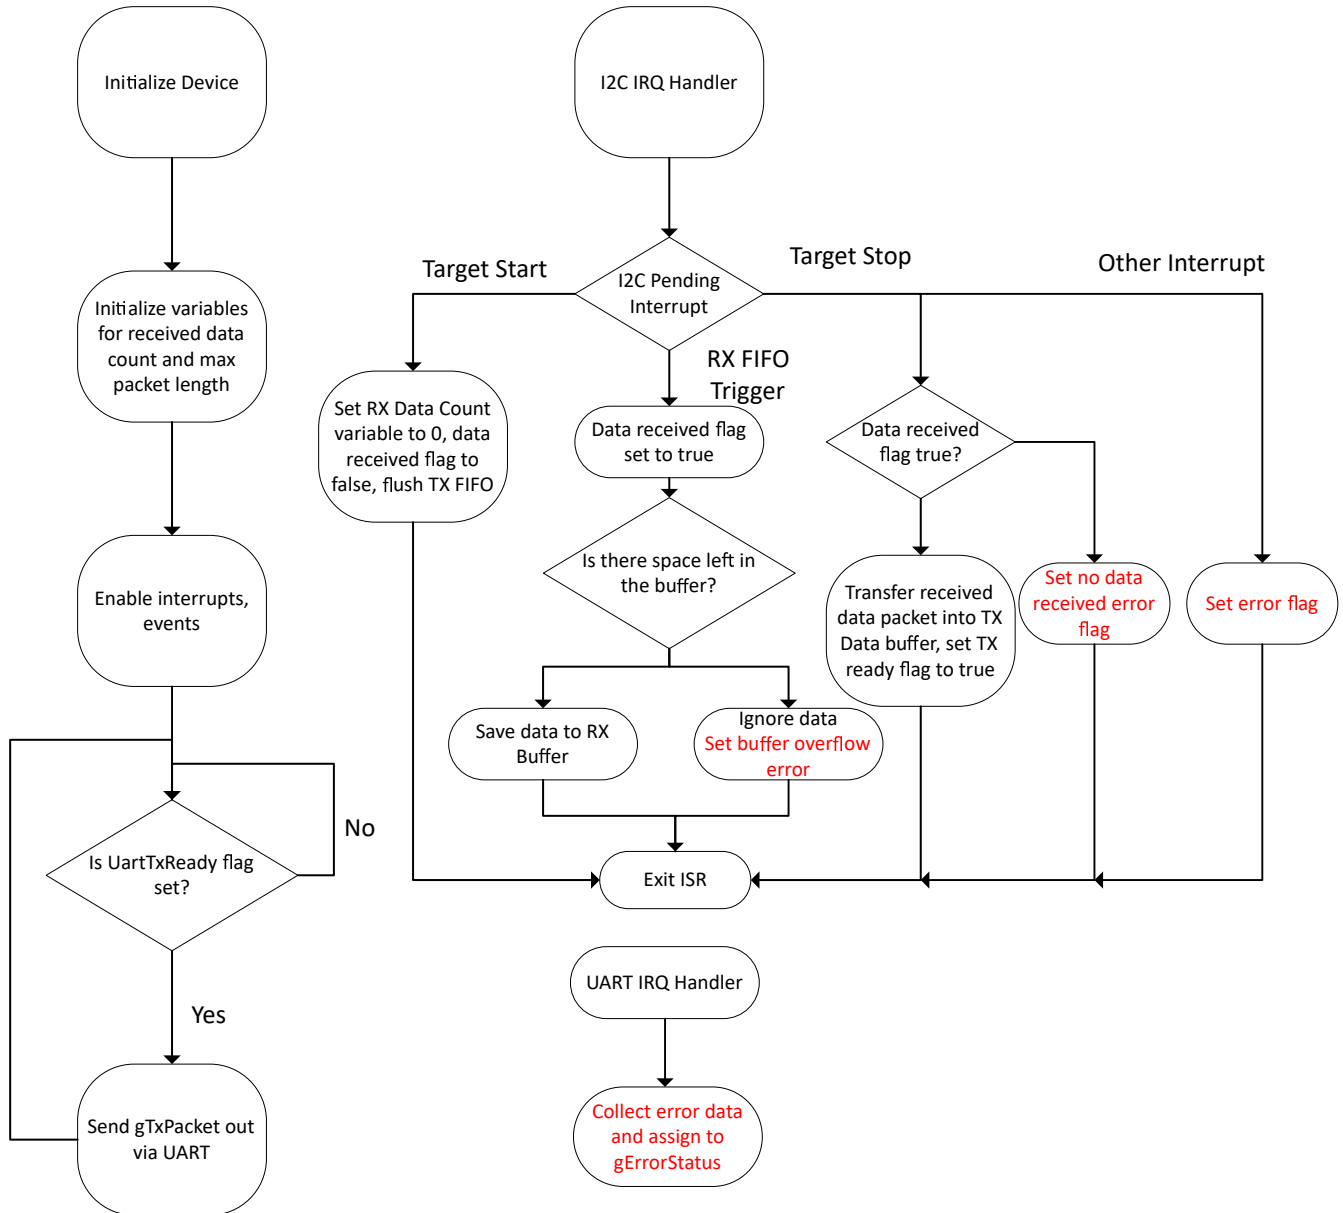 Initialize Device
Initialize variables
for received data
count and max
packet length
Enable interrupts,
events
Is UartTxReady flag
set?
No
Yes
Send gTxPacket out
via UART
I2C IRQ Handler
I2C Pending
Interrupt
Target Start
Target Stop
Other Interrupt
RX FIFO
Trigger
Set RX Data Count
variable to 0, data
received flag to
false, flush TX FIFO
Data received flag
set to true
Is there space left in
the buffer?
Save data to RX
Buffer
Ignore data
Set buffer overflow
error
Data received
flag true?
Transfer received
data packet into TX
Data buffer, set TX
ready flag to true
Set no data
received error
flag
Set error flag
Exit ISR
UART IRQ Handler
Collect error data
and assign to
gErrorStatus